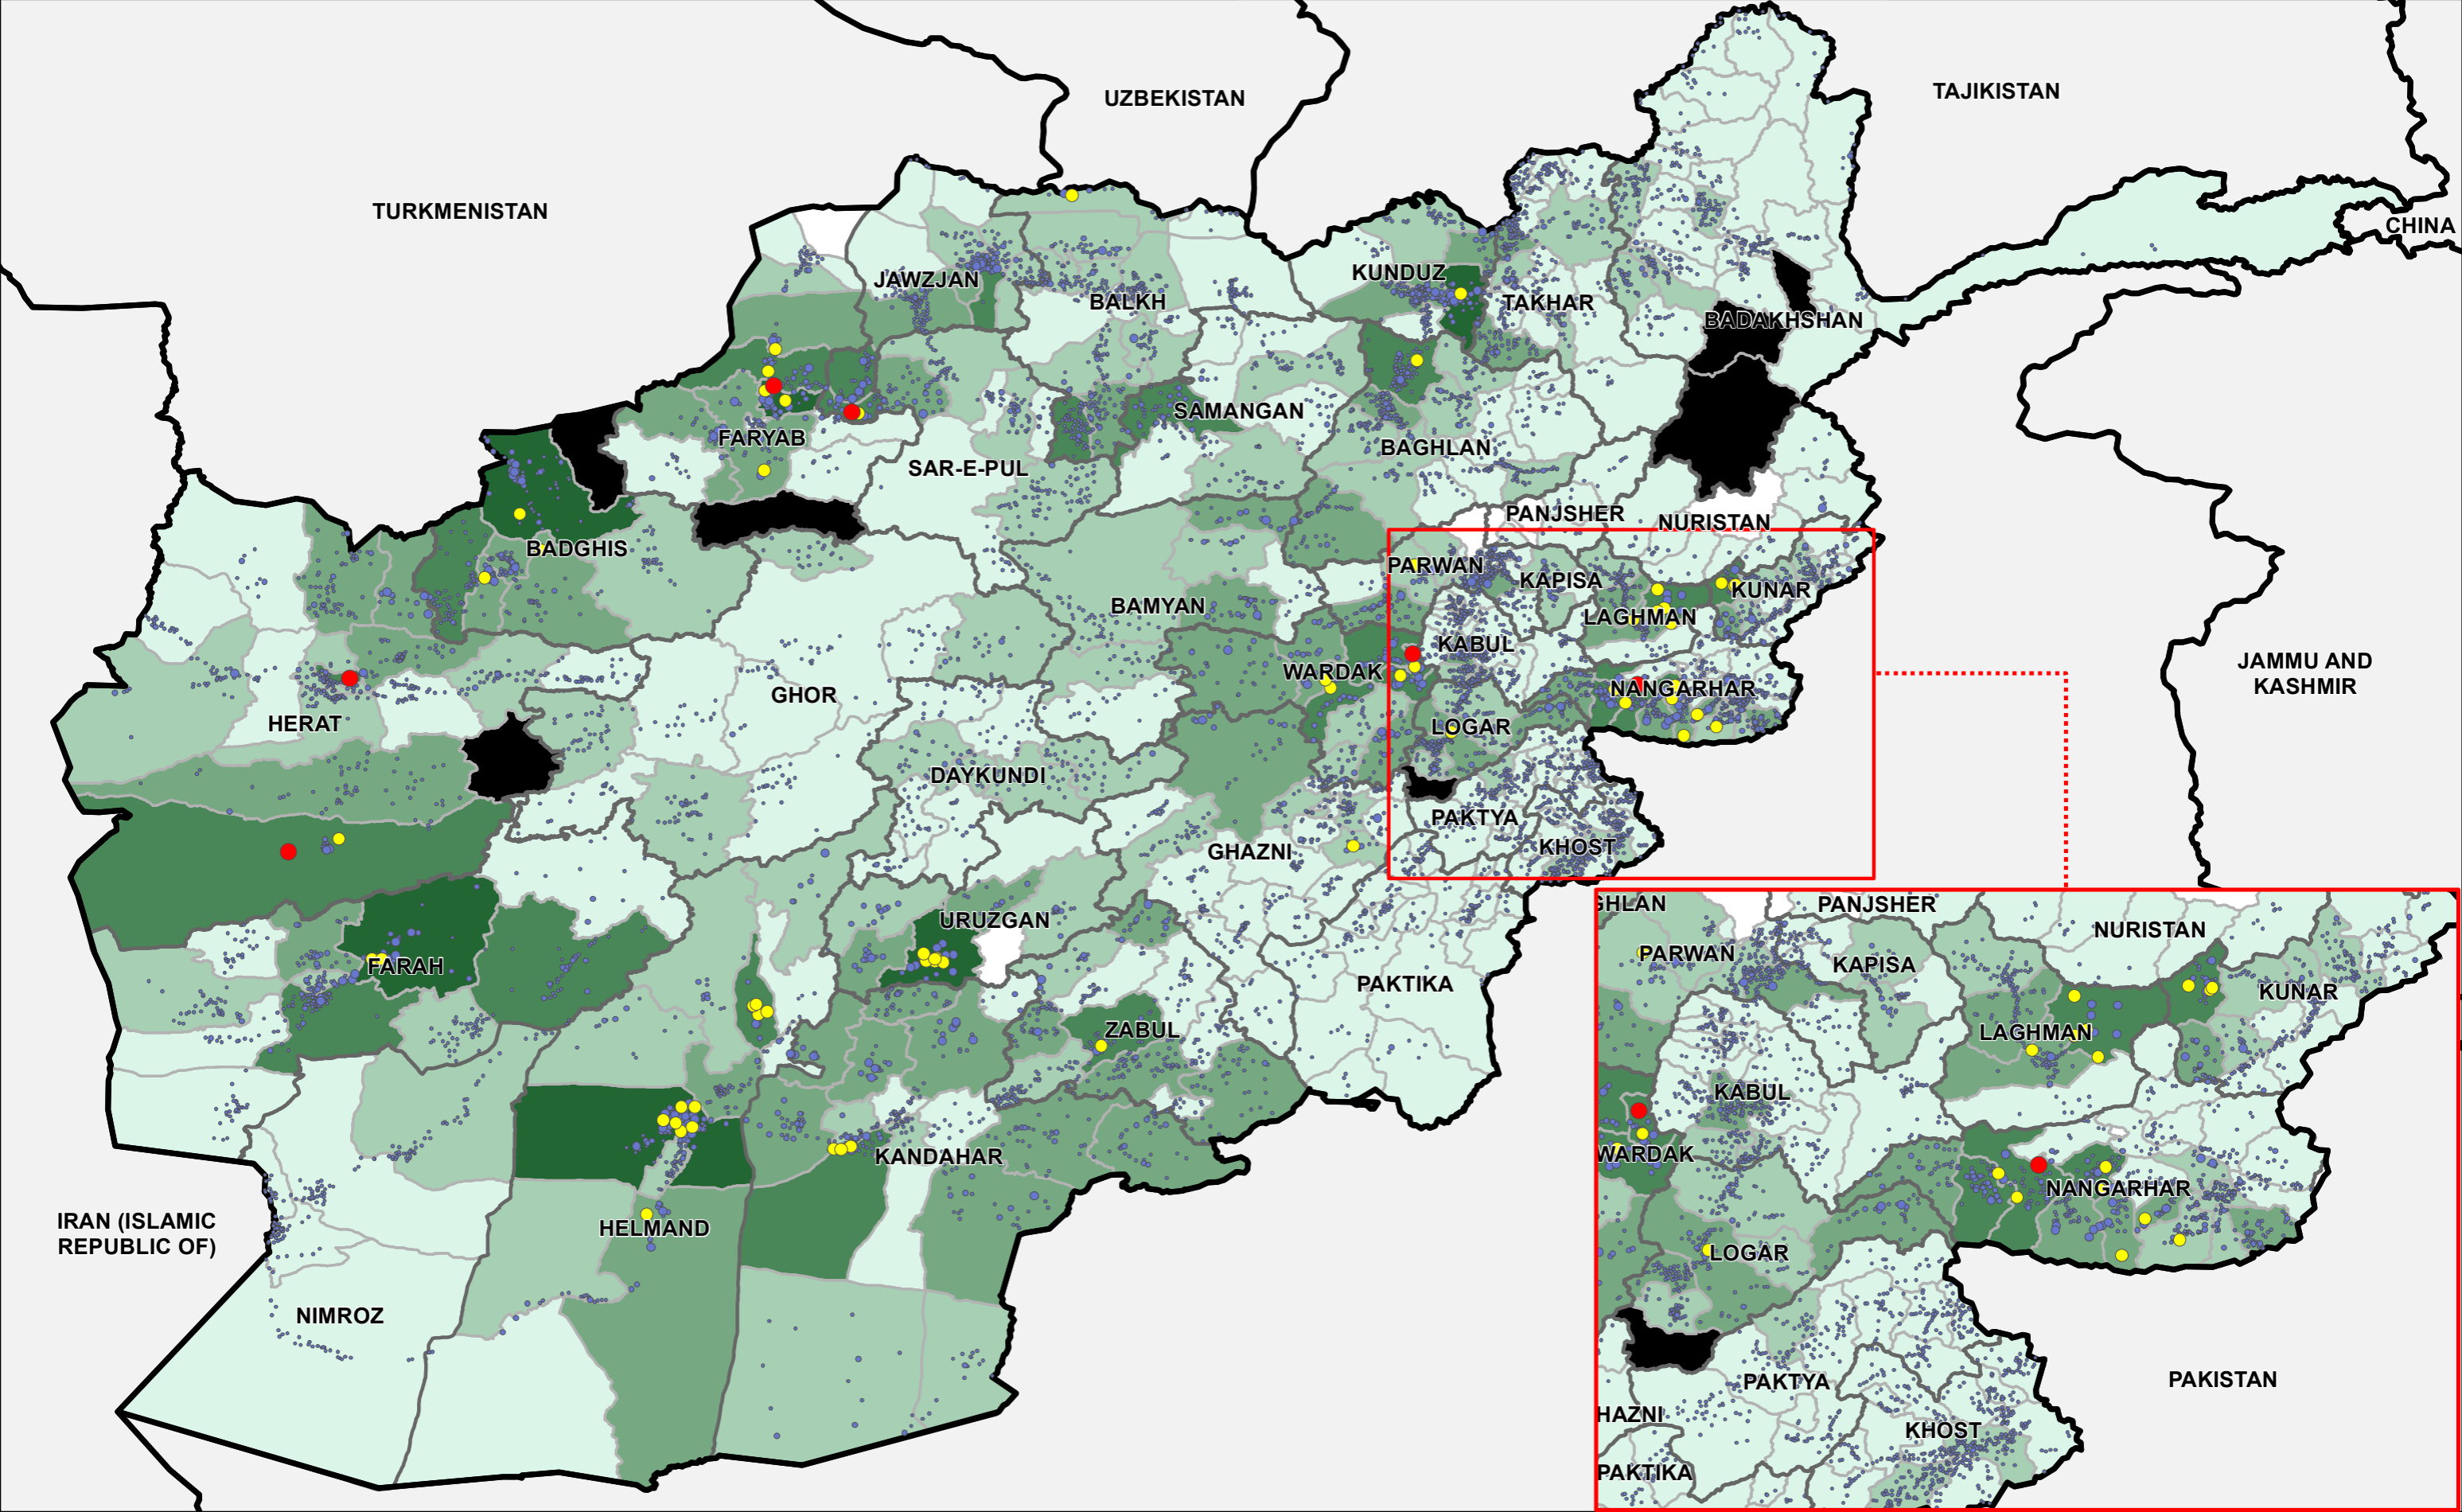 UZBEKISTAN
TAJIKISTAN
TURKMENISTAN
CHINA
JAWZJAN
BALKH
KUNDUZ
TAKHAR
BADAKHSHAN
SAMANGAN
FARYAB
BAGHLAN
SAR-E-PUL
PANJSHER
NURISTAN
BADGHIS
PARWAN
KAPISA
KUNAR
BAMYAN
LAGHMAN
KABUL
WARDAK
NANGARHAR
JAMMU AND
KASHMIR
GHOR
HERAT
LOGAR
DAYKUNDI
PAKTYA
GHAZNI
KHOST
URUZGAN
FARAH
PAKTIKA
ZABUL
KANDAHAR
HELMAND
IRAN (ISLAMIC
REPUBLIC OF)
NIMROZ
GHLAN
PANJSHER
NURISTAN
PARWAN
KAPISA
KUNAR
LAGHMAN
KABUL
WARDAK
NANGARHAR
LOGAR
PAKTYA
PAKISTAN
HAZNI
KHOST
PAKTIKA